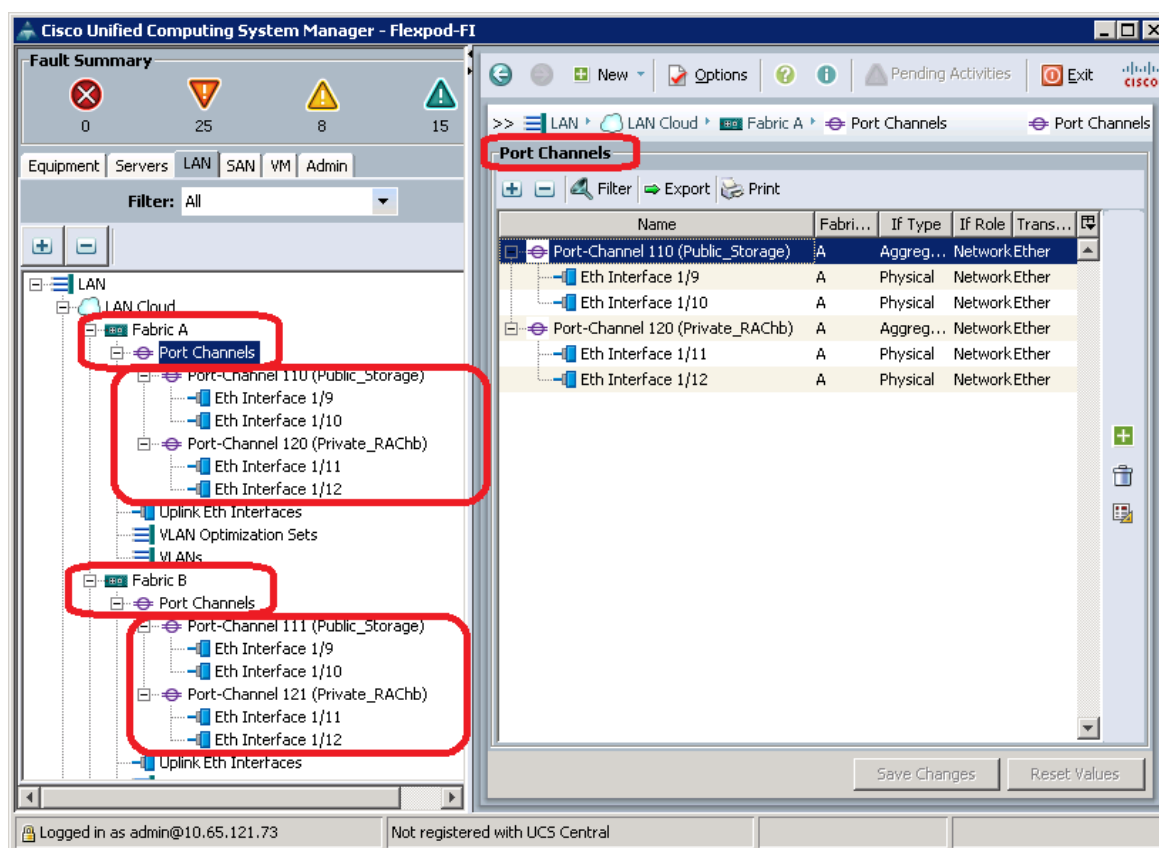 Cisco Unified Computing System Manager - Flexpod-FI
Fault Summary
0 25 8 15
Equipment Servers LAN SAN VM Admin
Filter: All
LAN
LAN Cloud
Fabric A
Port Channels
Port-Channel 110 (Public_Storage)
Eth Interface 1/9
Eth Interface 1/10
Port-Channel 120 (Private_RAChb)
Eth Interface 1/11
Eth Interface 1/12
Uplink Eth Interfaces
VLAN Optimization Sets
VLANs
Fabric B
Port Channels
Port-Channel 111 (Public_Storage)
Eth Interface 1/9
Eth Interface 1/10
Port-Channel 121 (Private_RAChb)
Eth Interface 1/11
Eth Interface 1/12
Uplink Eth Interfaces
New Options Pending Activities Exit cisco
>> LAN LAN Cloud Fabric A Port Channels Port Channels
Port Channels
Filter Export Print
Name Fabri... If Type If Role Trans...
Port-Channel 110 (Public_Storage) A Aggreg... Network Ether
Eth Interface 1/9 A Physical Network Ether
Eth Interface 1/10 A Physical Network Ether
Port-Channel 120 (Private_RAChb) A Aggreg... Network Ether
Eth Interface 1/11 A Physical Network Ether
Eth Interface 1/12 A Physical Network Ether
Save Changes Reset Values
Logged in as admin@10.65.121.73 Not registered with UCS Central